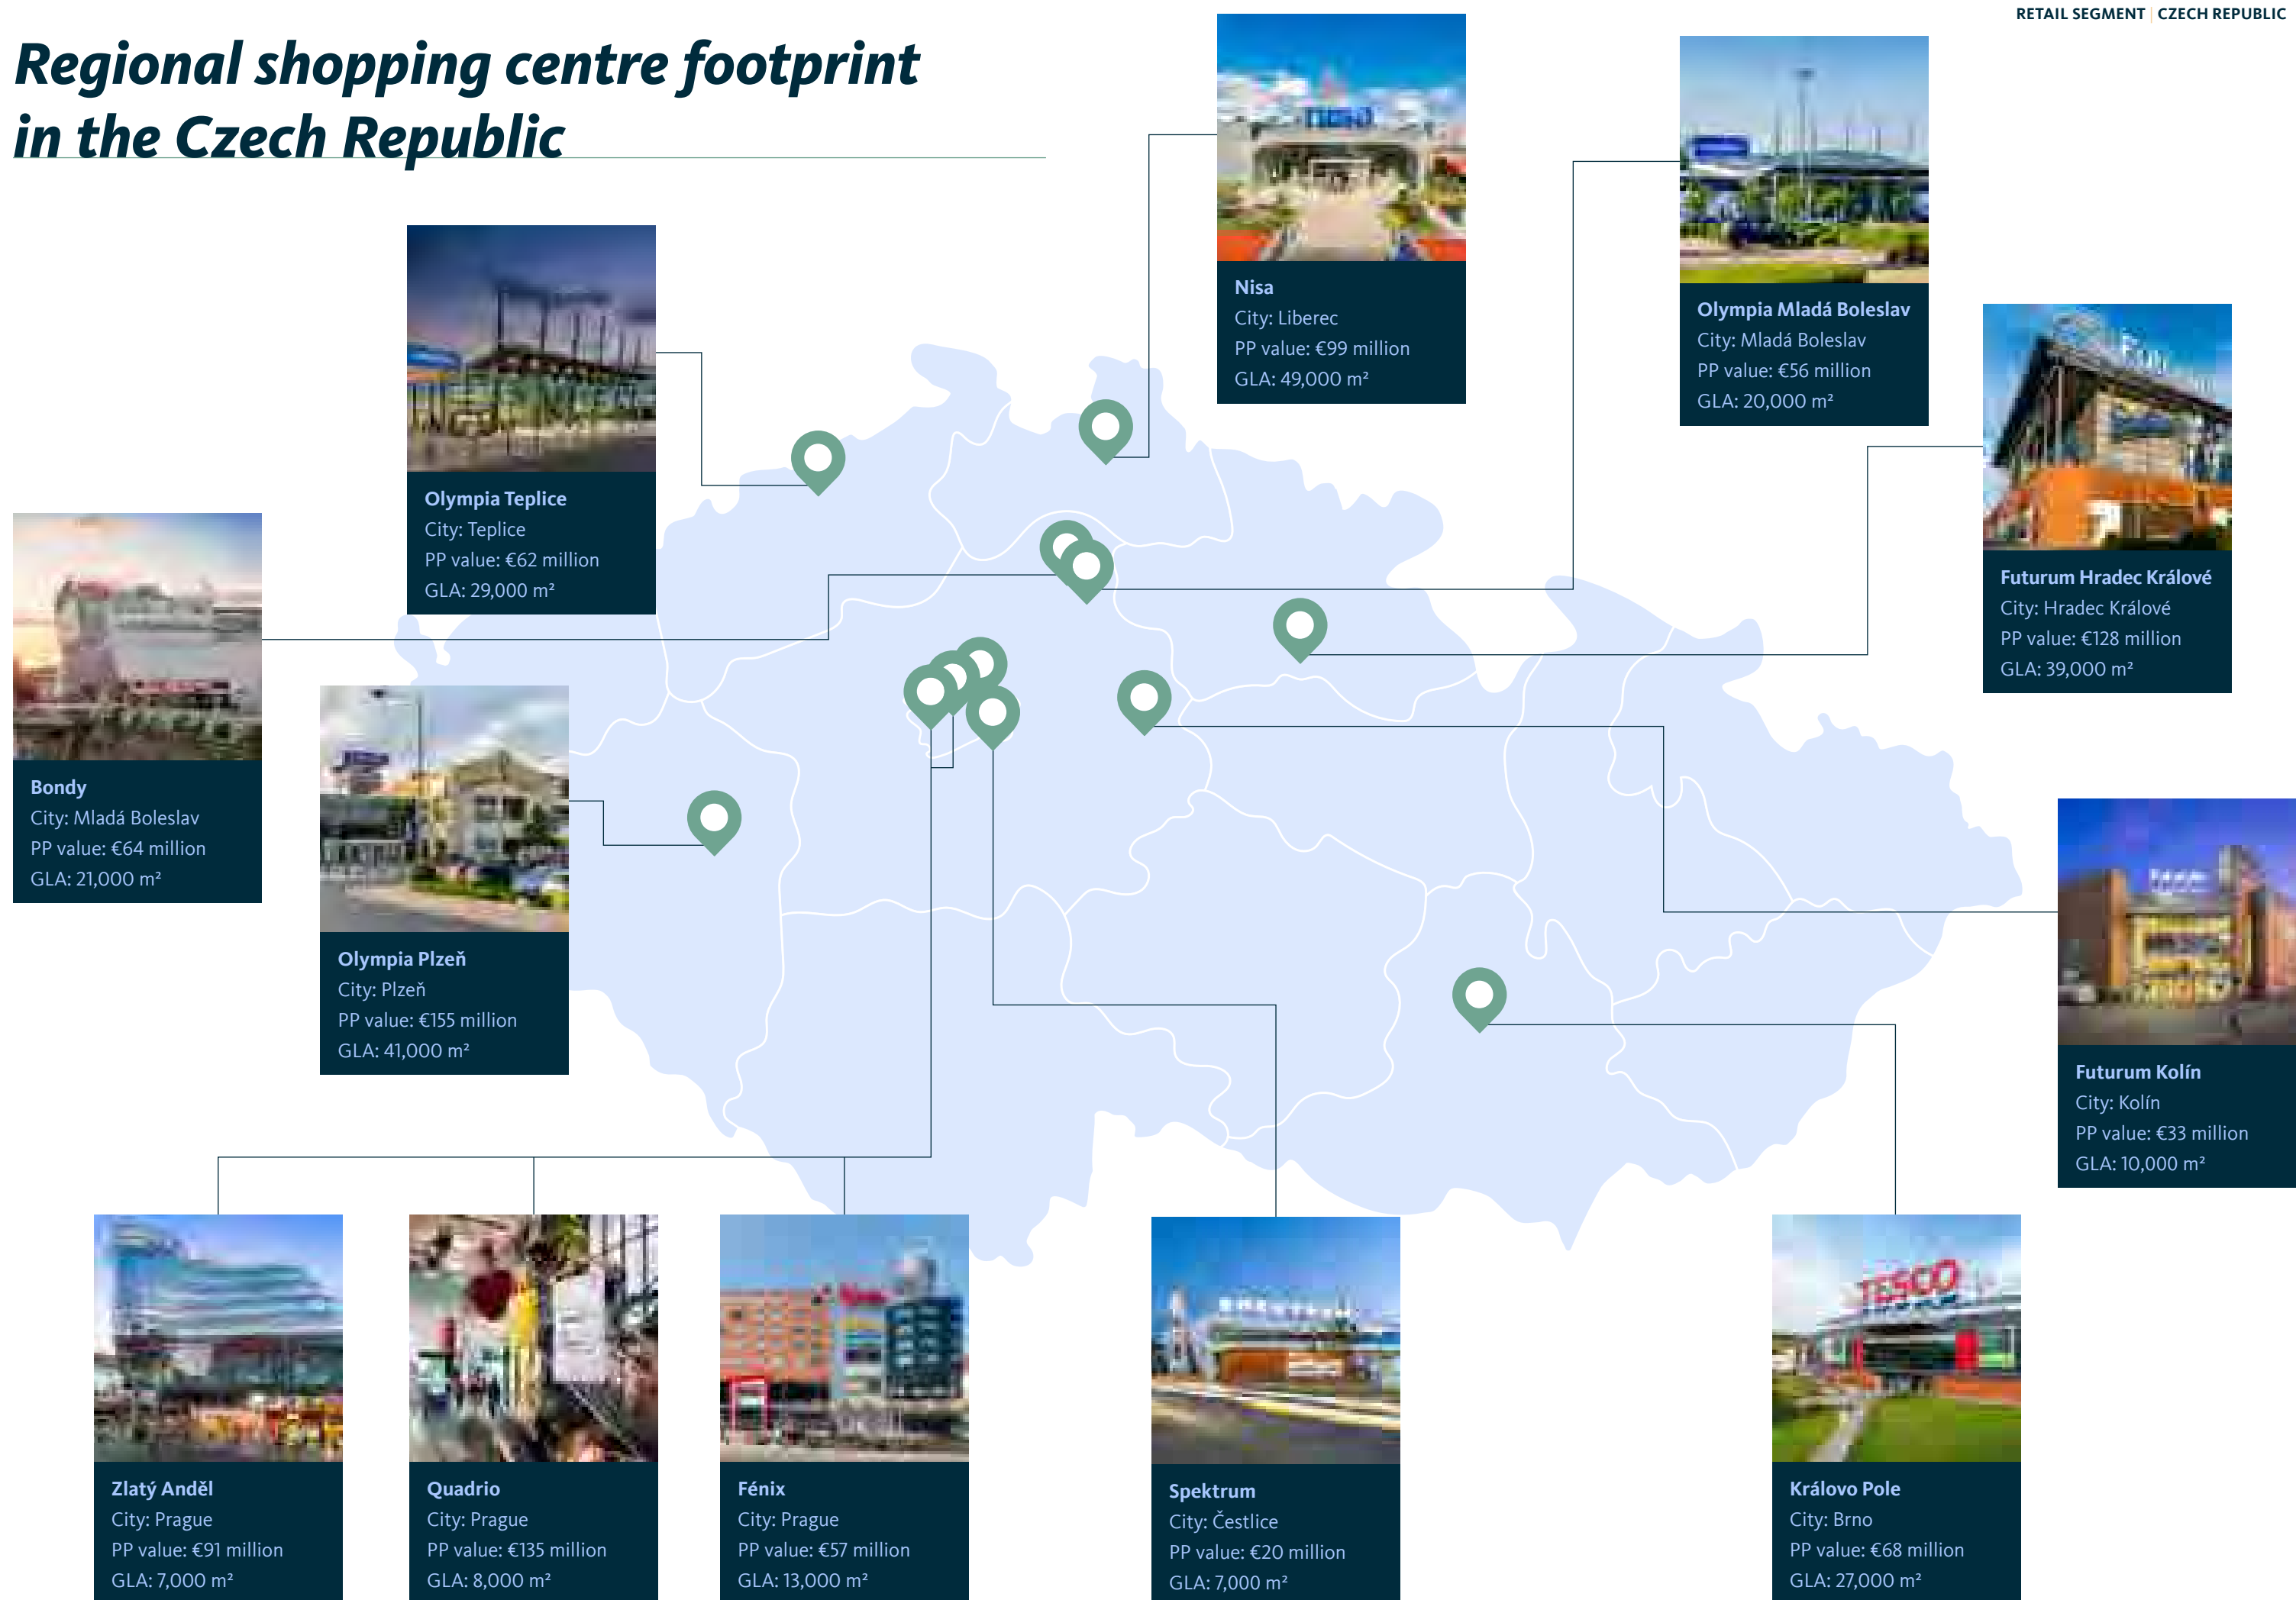 RETAIL SEGMENT | CZECH REPUBLIC
Regional shopping centre footprint
in the Czech Republic
Nisa
City: Liberec
PP value: €99 million
GLA: 49,000 m²
Olympia Mladá Boleslav
City: Mladá Boleslav
PP value: €56 million
GLA: 20,000 m²
Olympia Teplice
City: Teplice
PP value: €62 million
GLA: 29,000 m²
Futurum Hradec Králové
City: Hradec Králové
PP value: €128 million
GLA: 39,000 m²
Bondy
City: Mladá Boleslav
PP value: €64 million
GLA: 21,000 m²
Olympia Plzeň
City: Plzeň
PP value: €155 million
GLA: 41,000 m²
Futurum Kolín
City: Kolín
PP value: €33 million
GLA: 10,000 m²
Zlatý Anděl
City: Prague
PP value: €91 million
GLA: 7,000 m²
Quadrio
City: Prague
PP value: €135 million
GLA: 8,000 m²
Fénix
City: Prague
PP value: €57 million
GLA: 13,000 m²
Spektrum
City: Čestlice
PP value: €20 million
GLA: 7,000 m²
TESCO
Královo Pole
City: Brno
PP value: €68 million
GLA: 27,000 m²